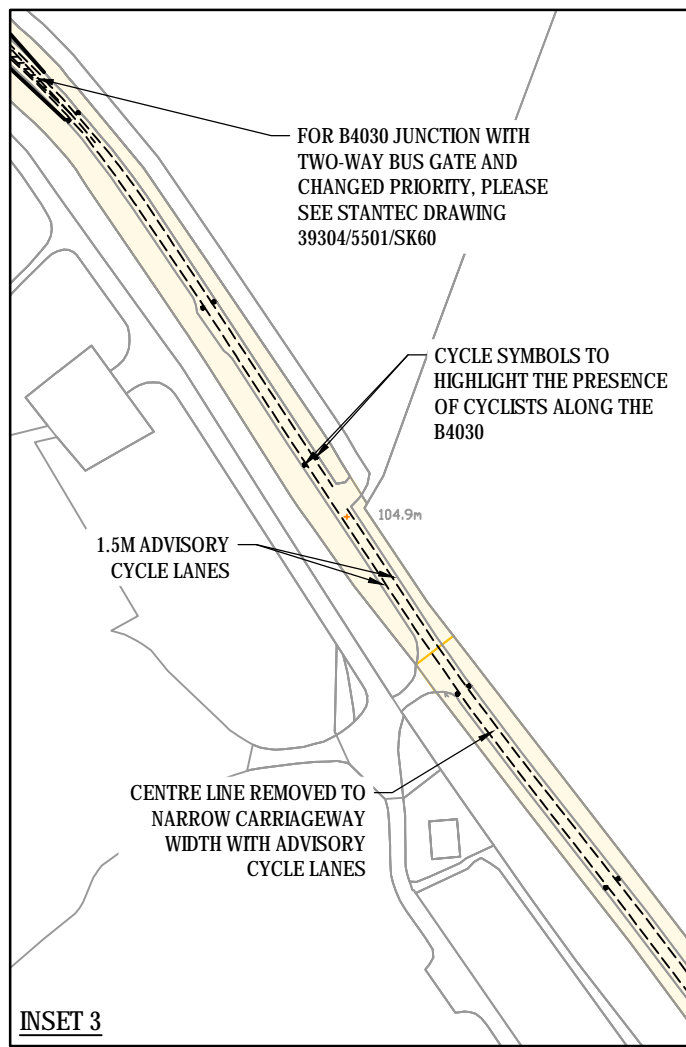 FOR B4030 JUNCTION WITH
TWO-WAY BUS GATE AND
CHANGED PRIORITY, PLEASE
SEE STANTEC DRAWING
39304/5501/SK60
CYCLE SYMBOLS TO
HIGHLIGHT THE PRESENCE
OF CYCLISTS ALONG THE
B4030
104.9m
1.5M ADVISORY
CYCLE LANES
CENTRE LINE REMOVED TO
NARROW CARRIAGEWAY
WIDTH WITH ADVISORY
CYCLE LANES
INSET 3